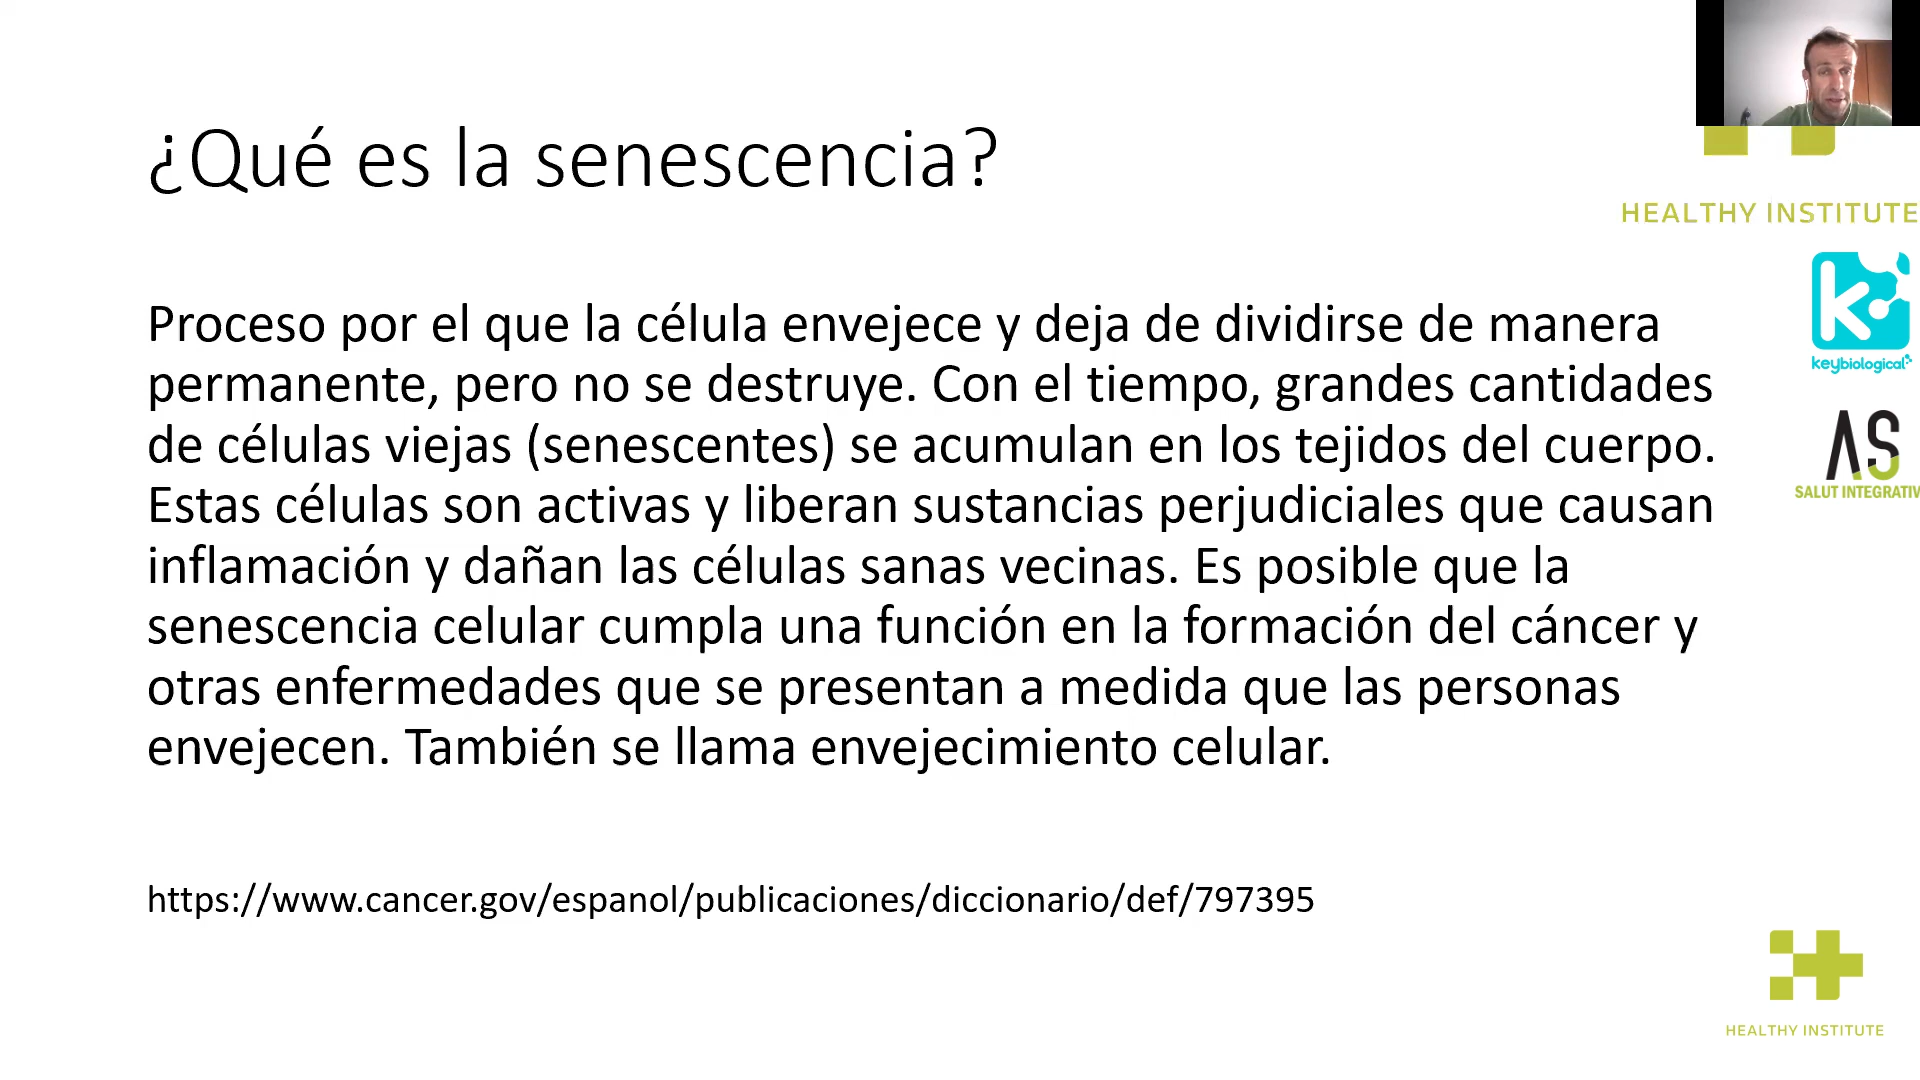 ¿Qué es la senescencia?
HEALTHY INSTITUTE
keybiological
AS
SALUT INTEGRATIV
Proceso por el que la célula envejece y deja de dividirse de manera
permanente, pero no se destruye. Con el tiempo, grandes cantidades
de células viejas (senescentes) se acumulan en los tejidos del cuerpo.
Estas células son activas y liberan sustancias perjudiciales que causan
inflamación y dañan las células sanas vecinas. Es posible que la
senescencia celular cumpla una función en la formación del cáncer y
otras enfermedades que se presentan a medida que las personas
envejecen. También se llama envejecimiento celular.
https://www.cancer.gov/espanol/publicaciones/diccionario/def/797395
HEALTHY INSTITUTE